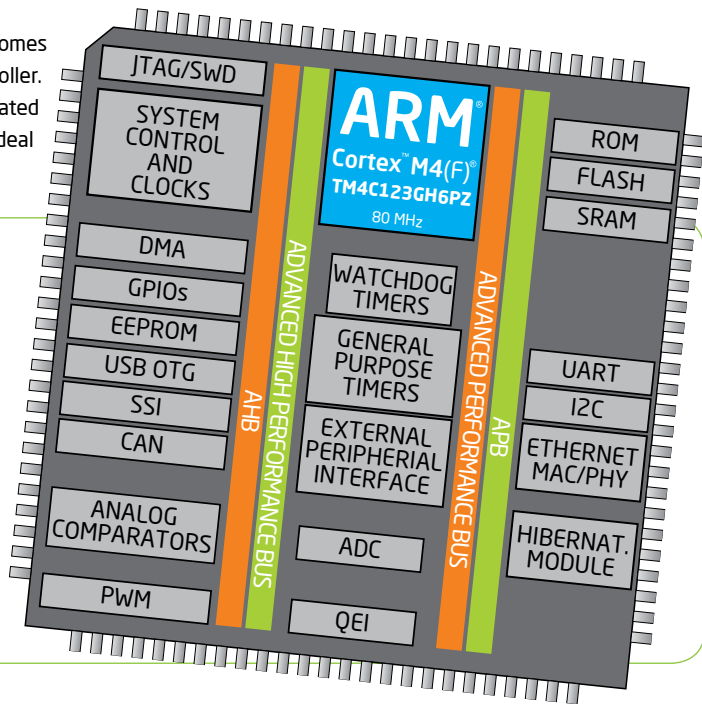 omes
oller.
ated
deal
JTAG/SWD
SYSTEM
CONTROL
AND
CLOCKS
DMA
GPIOs
EEPROM
USB OTG
SSI
CAN
ANALOG
COMPARATORS
PWM
AHB
ADVANCED HIGH PERFORMANCE BUS
ARM®
Cortex™ M4(F)®
TM4C123GH6PZ
80 MHz
WATCHDOG
TIMERS
GENERAL
PURPOSE
TIMERS
EXTERNAL
PERIPHERIAL
INTERFACE
ADC
QEI
ADVANCED PERFORMANCE BUS
APB
ROM
FLASH
SRAM
UART
I2C
ETHERNET
MAC/PHY
HIBERNAT.
MODULE